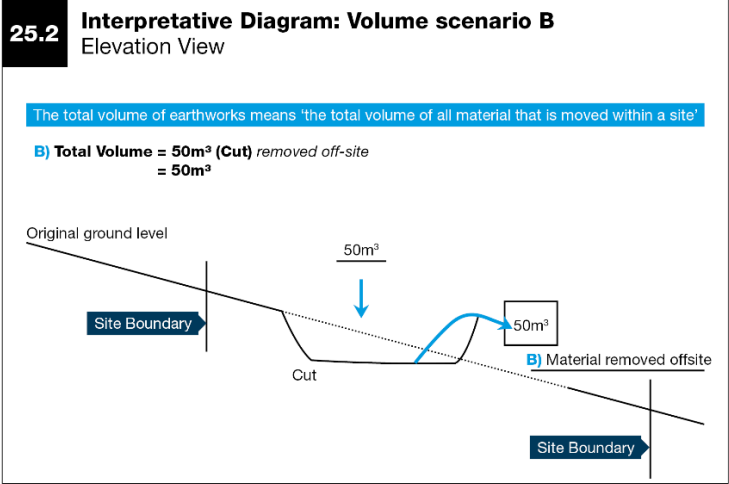 25.2
Interpretative Diagram: Volume scenario B
Elevation View
The total volume of earthworks means ‘the total volume of all material that is moved within a site’
B) Total Volume = 50m³ (Cut) removed off-site
= 50m³
Original ground level
50m³
Site Boundary
50m³
B) Material removed offsite
Cut
Site Boundary